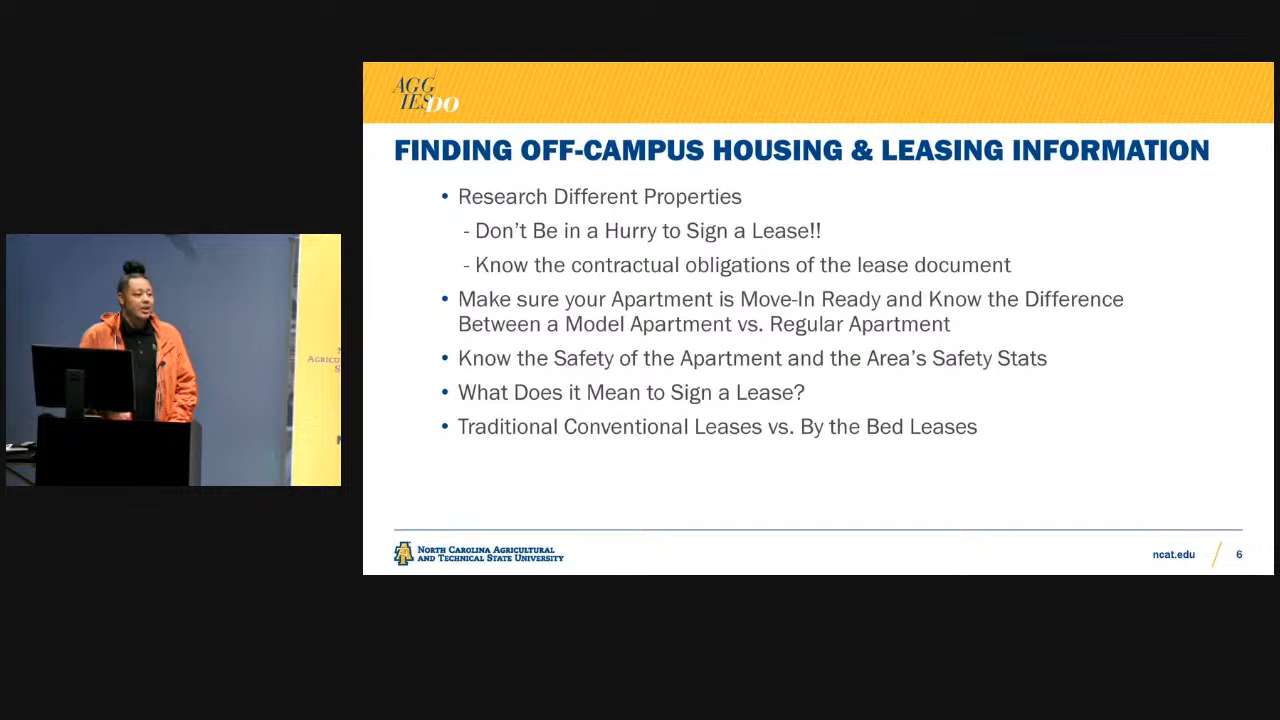 AGG
IES DO
FINDING OFF-CAMPUS HOUSING & LEASING INFORMATION
• Research Different Properties
- Don't Be in a Hurry to Sign a Lease!!
- Know the contractual obligations of the lease document
• Make sure your Apartment is Move-In Ready and Know the Difference
Between a Model Apartment vs. Regular Apartment
• Know the Safety of the Apartment and the Area's Safety Stats
• What Does it Mean to Sign a Lease?
• Traditional Conventional Leases vs. By the Bed Leases
NORTH CAROLINA AGRICULTURAL
AND TECHNICAL STATE UNIVERSITY
ncat.edu / 6